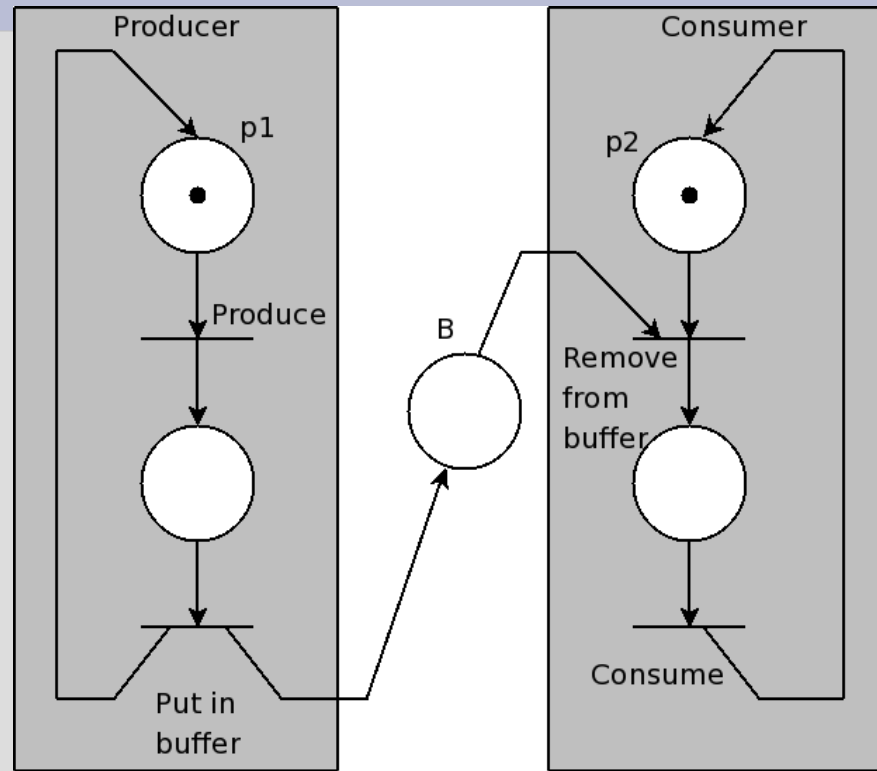 Producer
Consumer
p1
p2
Produce
B
Remove
from
buffer
Put in
buffer
Consume